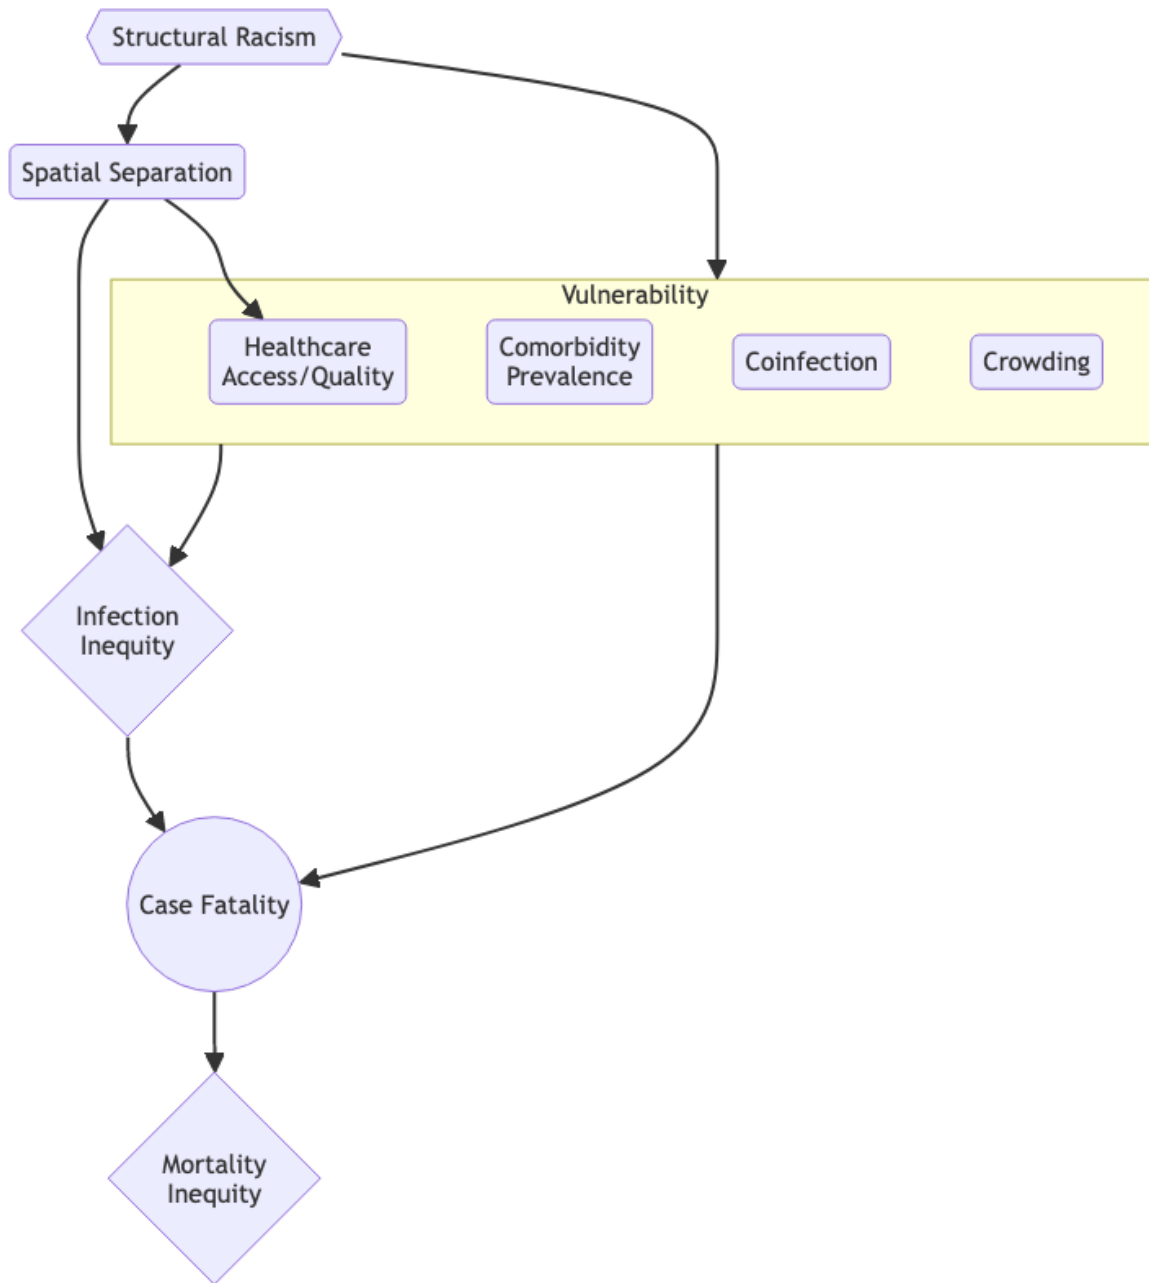 Structural Racism
Spatial Separation
Vulnerability
Healthcare
Access/Quality
Comorbidity
Prevalence
Coinfection
Crowding
Infection
Inequity
Case Fatality
Mortality
Inequity